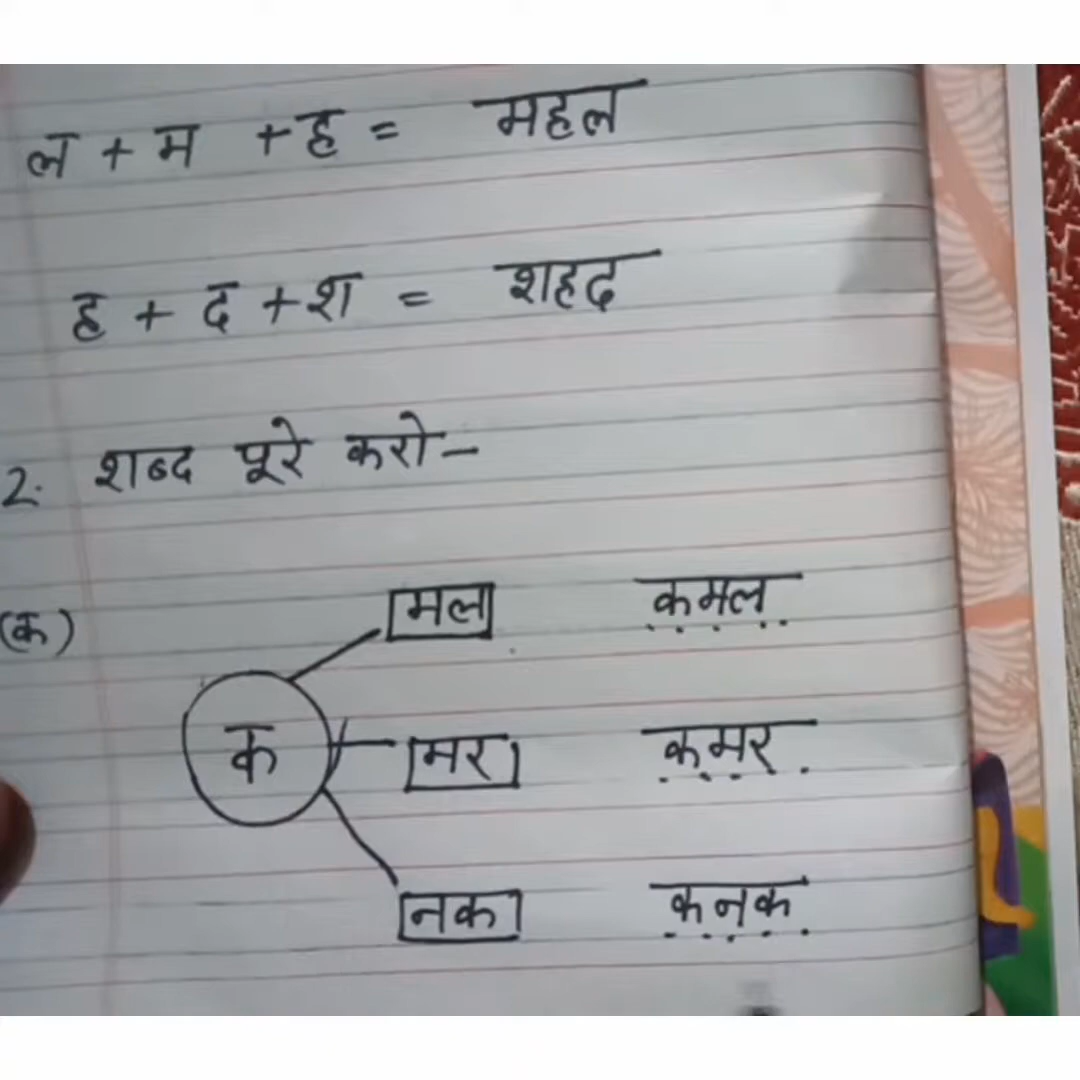 ल + म + ह = महल
ह + द + श = शहद
2. शब्द पूरे करो-
(क) मल कमल
क मर कमर
नक कनक